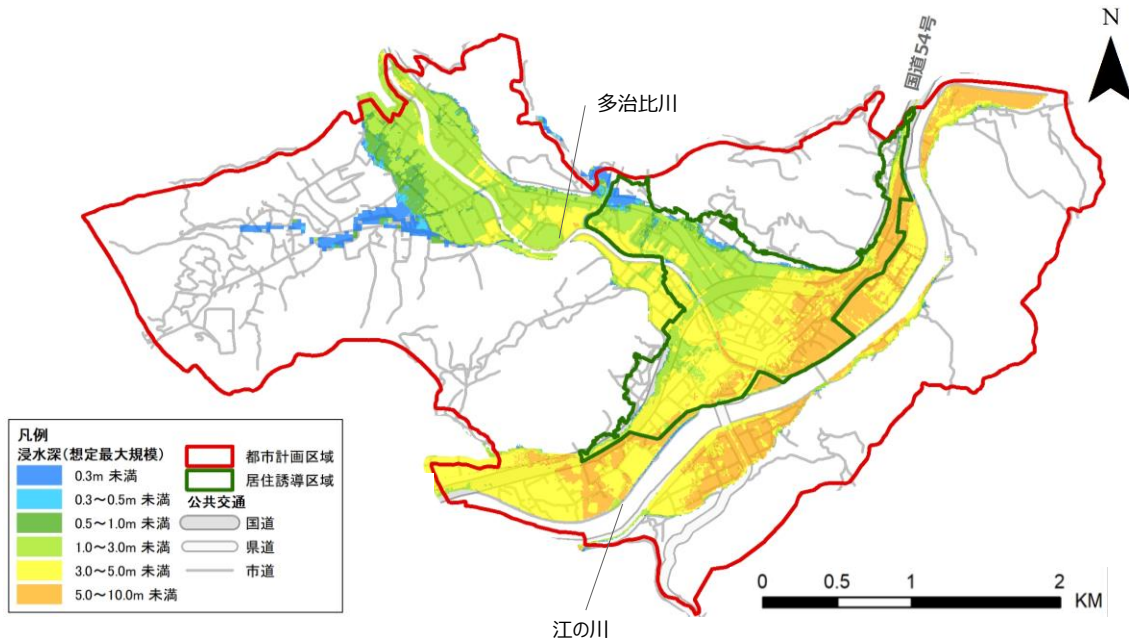 N
国道54号
多治比川
凡例
浸水深(想定最大規模)
0.3m 未満
0.3～0.5m 未満
0.5～1.0m 未満
1.0～3.0m 未満
3.0～5.0m 未満
5.0～10.0m 未満
都市計画区域
居住誘導区域
公共交通
国道
県道
市道
0 0.5 1 2
KM
江の川